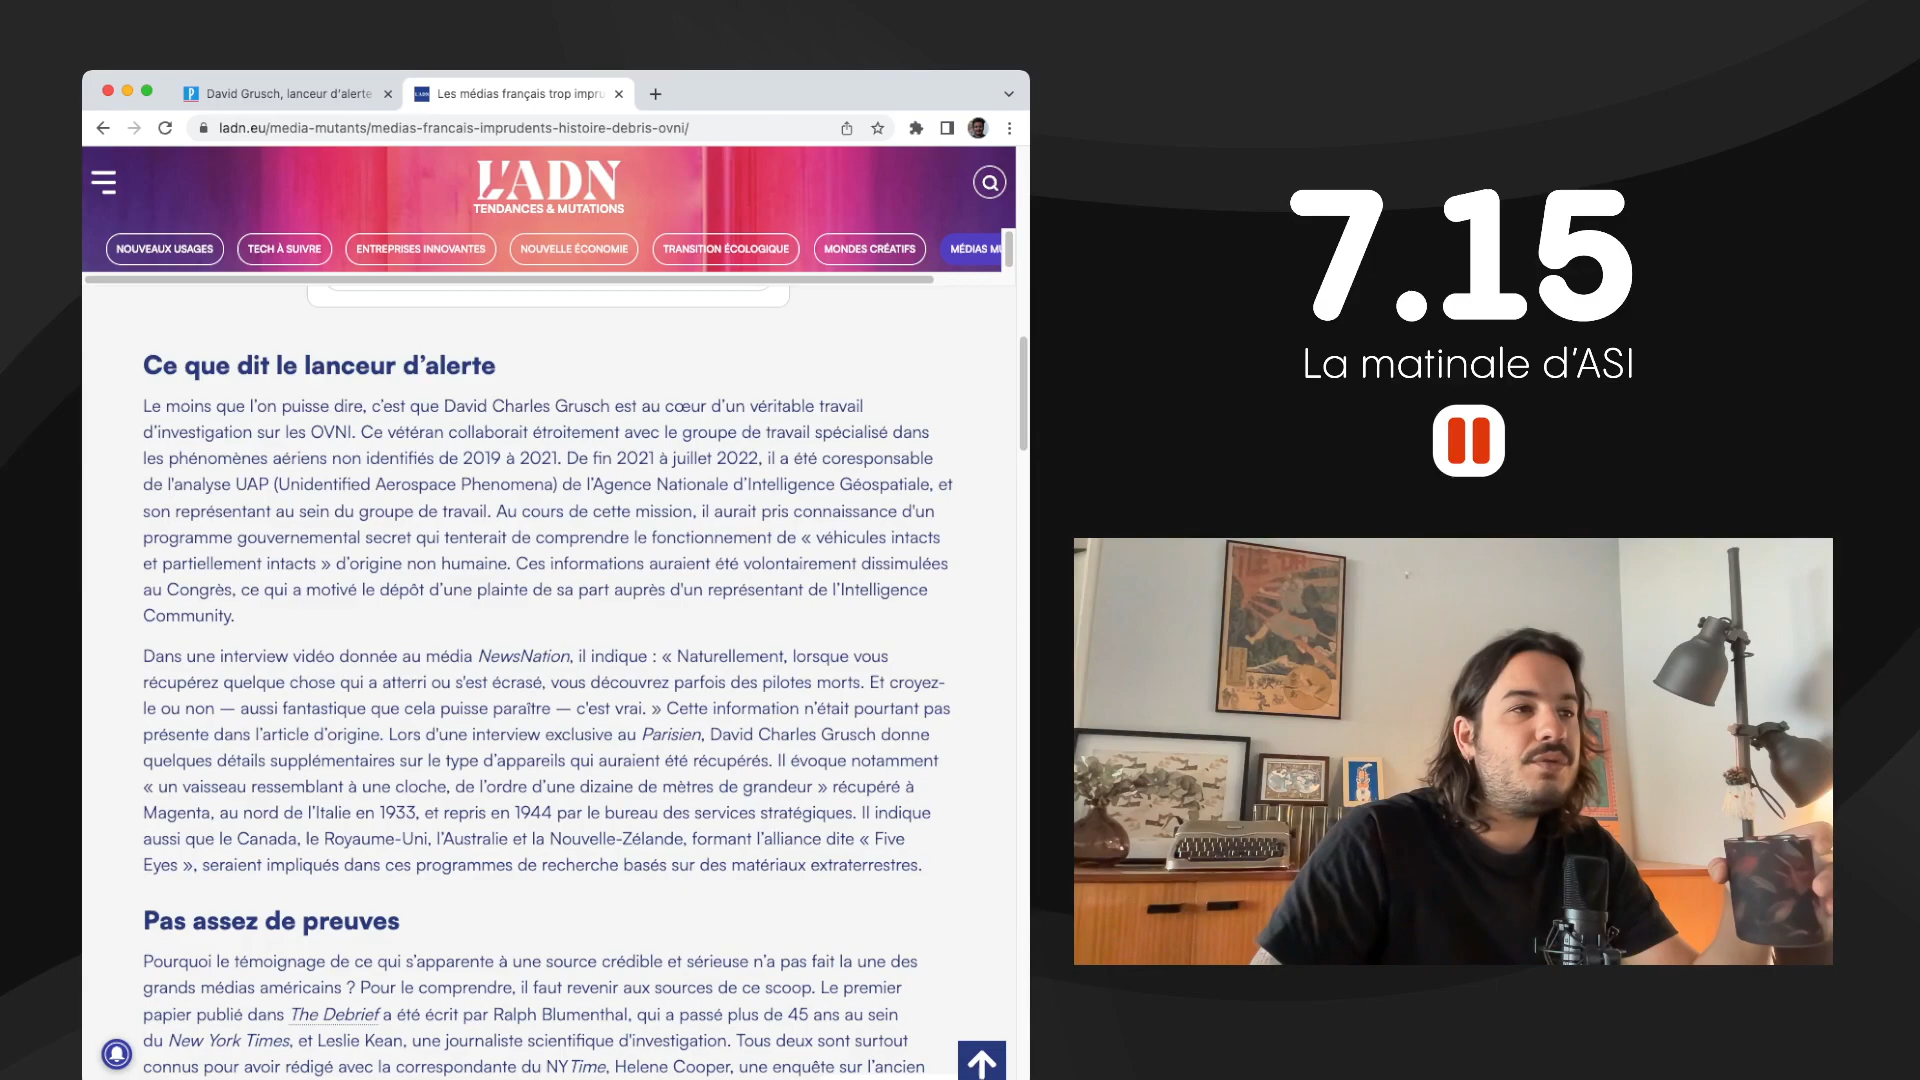 David Grusch, lanceur d'alerte
Les médias français trop impru
ladn.eu/media-mutants/medias-francais-imprudents-histoire-debris-ovni/
L'ADN
TENDANCES & MUTATIONS
NOUVEAUX USAGES
TECH À SUIVRE
ENTREPRISES INNOVANTES
NOUVELLE ÉCONOMIE
TRANSITION ÉCOLOGIQUE
MONDES CRÉATIFS
MÉDIAS MU
Ce que dit le lanceur d’alerte
Le moins que l’on puisse dire, c’est que David Charles Grusch est au cœur d’un véritable travail
d’investigation sur les OVNI. Ce vétéran collaborait étroitement avec le groupe de travail spécialisé dans
les phénomènes aériens non identifiés de 2019 à 2021. De fin 2021 à juillet 2022, il a été coresponsable
de l'analyse UAP (Unidentified Aerospace Phenomena) de l’Agence Nationale d’Intelligence Géospatiale, et
son représentant au sein du groupe de travail. Au cours de cette mission, il aurait pris connaissance d'un
programme gouvernemental secret qui tenterait de comprendre le fonctionnement de « véhicules intacts
et partiellement intacts » d’origine non humaine. Ces informations auraient été volontairement dissimulées
au Congrès, ce qui a motivé le dépôt d’une plainte de sa part auprès d'un représentant de l’Intelligence
Community.
Dans une interview vidéo donnée au média NewsNation, il indique : « Naturellement, lorsque vous
récupérez quelque chose qui a atterri ou s'est écrasé, vous découvrez parfois des pilotes morts. Et croyez-
le ou non – aussi fantastique que cela puisse paraître – c'est vrai. » Cette information n’était pourtant pas
présente dans l’article d’origine. Lors d'une interview exclusive au Parisien, David Charles Grusch donne
quelques détails supplémentaires sur le type d’appareils qui auraient été récupérés. Il évoque notamment
« un vaisseau ressemblant à une cloche, de l’ordre d’une dizaine de mètres de grandeur » récupéré à
Magenta, au nord de l’Italie en 1933, et repris en 1944 par le bureau des services stratégiques. Il indique
aussi que le Canada, le Royaume-Uni, l’Australie et la Nouvelle-Zélande, formant l’alliance dite « Five
Eyes », seraient impliqués dans ces programmes de recherche basés sur des matériaux extraterrestres.
Pas assez de preuves
Pourquoi le témoignage de ce qui s’apparente à une source crédible et sérieuse n’a pas fait la une des
grands médias américains ? Pour le comprendre, il faut revenir aux sources de ce scoop. Le premier
papier publié dans The Debrief a été écrit par Ralph Blumenthal, qui a passé plus de 45 ans au sein
du New York Times, et Leslie Kean, une journaliste scientifique d'investigation. Tous deux sont surtout
connus pour avoir rédigé avec la correspondante du NYTime, Helene Cooper, une enquête sur l’ancien
7.15
La matinale d'ASI